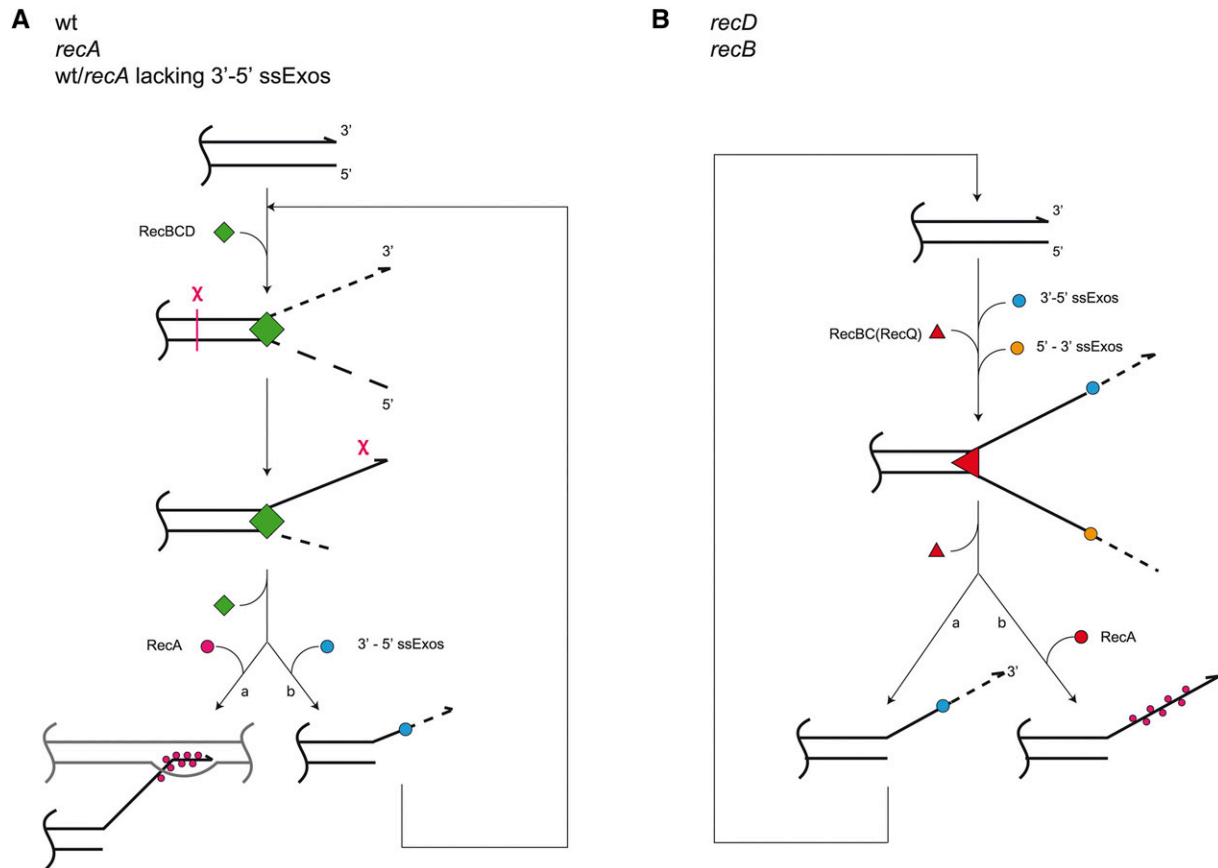 A
wt
recA
wt/recA lacking 3'-5' ssExos
3'
5'
RecBCD
3'
χ
5'
χ
RecA
3' - 5' ssExos
a
b
B
recD
recB
3'
5'
3'-5' ssExos
RecBC(RecQ)
5' - 3' ssExos
a
b
RecA
3'